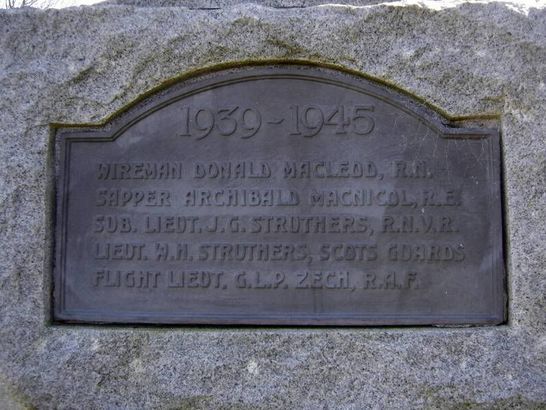 1939~1945
WIREMAN DONALD MACLEOD, R.N.
SAPPER ARCHIBALD MACNICOL, R.E.
SUB. LIEUT. J.G. STRUTHERS, R.N.V.R.
LIEUT. W.H. STRUTHERS, SCOTS GUARDS
FLIGHT LIEUT. G.L.P. ZECH, R.A.F.